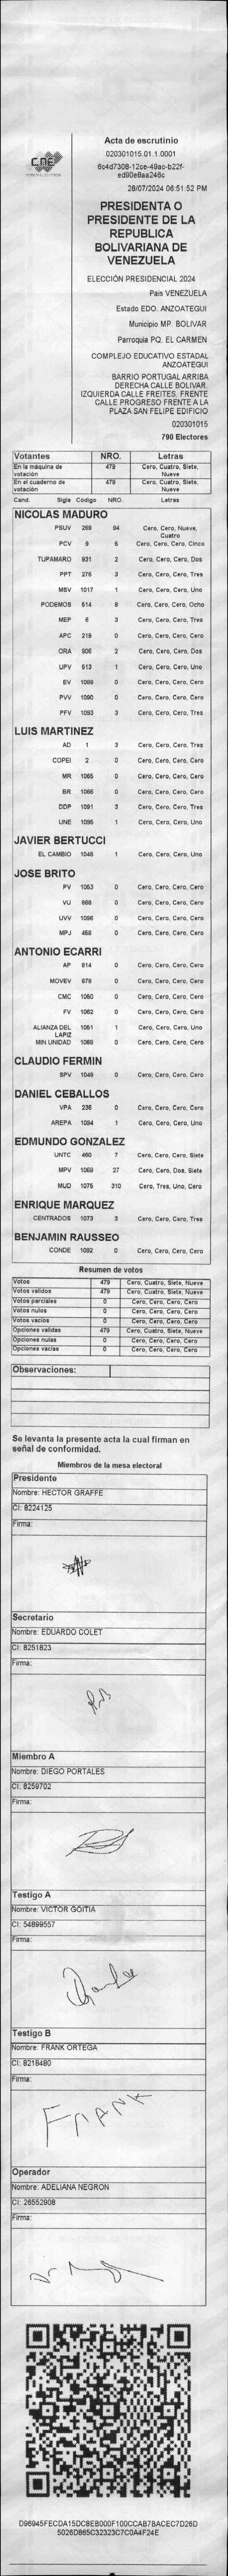 CNE
Acta de escrutinio
020301015.01.1.0001
6c4d7308-12ce-49ac-b22f-
ed90e8aa246c
28/07/2024 06:51:52 PM
PRESIDENTA O
PRESIDENTE DE LA
REPUBLICA
BOLIVARIANA DE
VENEZUELA
ELECCIÓN PRESIDENCIAL 2024
Pais VENEZUELA
Estado EDO. ANZOATEGUI
Municipio MP. BOLIVAR
Parroquia PQ. EL CARMEN
COMPLEJO EDUCATIVO ESTADAL
ANZOATEGUI
BARRIO PORTUGAL ARRIBA
DERECHA CALLE BOLIVAR.
IZQUIERDA CALLE FREITES. FRENTE
CALLE PROGRESO FRENTE A LA
PLAZA SAN FELIPE EDIFICIO
020301015
790 Electores
Votantes NRO. Letras
En la máquina de votación 479 Cero, Cuatro, Siete, Nueve
En el cuaderno de votación 479 Cero, Cuatro, Siete, Nueve
Cand. Sigla Codigo NRO. Letras
NICOLAS MADURO
PSUV 269 94 Cero, Cero, Nueve, Cuatro
PCV 9 5 Cero, Cero, Cero, Cinco
TUPAMARO 931 2 Cero, Cero, Cero, Dos
PPT 276 3 Cero, Cero, Cero, Tres
MSV 1017 1 Cero, Cero, Cero, Uno
PODEMOS 514 8 Cero, Cero, Cero, Ocho
MEP 6 3 Cero, Cero, Cero, Tres
APC 219 0 Cero, Cero, Cero, Cero
ORA 906 2 Cero, Cero, Cero, Dos
UPV 513 1 Cero, Cero, Cero, Uno
EV 1089 0 Cero, Cero, Cero, Cero
PVV 1090 0 Cero, Cero, Cero, Cero
PFV 1093 3 Cero, Cero, Cero, Tres
LUIS MARTINEZ
AD 1 3 Cero, Cero, Cero, Tres
COPEI 2 0 Cero, Cero, Cero, Cero
MR 1065 0 Cero, Cero, Cero, Cero
BR 1066 0 Cero, Cero, Cero, Cero
DDP 1091 3 Cero, Cero, Cero, Tres
UNE 1095 1 Cero, Cero, Cero, Uno
JAVIER BERTUCCI
EL CAMBIO 1048 1 Cero, Cero, Cero, Uno
JOSE BRITO
PV 1053 0 Cero, Cero, Cero, Cero
VU 868 0 Cero, Cero, Cero, Cero
UVV 1096 0 Cero, Cero, Cero, Cero
MPJ 458 0 Cero, Cero, Cero, Cero
ANTONIO ECARRI
AP 814 0 Cero, Cero, Cero, Cero
MOVEV 878 0 Cero, Cero, Cero, Cero
CMC 1050 0 Cero, Cero, Cero, Cero
FV 1062 0 Cero, Cero, Cero, Cero
ALIANZA DEL LAPIZ 1051 1 Cero, Cero, Cero, Uno
MIN UNIDAD 1068 0 Cero, Cero, Cero, Cero
CLAUDIO FERMIN
SPV 1049 0 Cero, Cero, Cero, Cero
DANIEL CEBALLOS
VPA 236 0 Cero, Cero, Cero, Cero
AREPA 1094 1 Cero, Cero, Cero, Uno
EDMUNDO GONZALEZ
UNTC 460 7 Cero, Cero, Cero, Siete
MPV 1069 27 Cero, Cero, Dos, Siete
MUD 1075 310 Cero, Tres, Uno, Cero
ENRIQUE MARQUEZ
CENTRADOS 1073 3 Cero, Cero, Cero, Tres
BENJAMIN RAUSSEO
CONDE 1092 0 Cero, Cero, Cero, Cero
Resumen de votos
Votos 479 Cero, Cuatro, Siete, Nueve
Votos validos 479 Cero, Cuatro, Siete, Nueve
Votos parciales 0 Cero, Cero, Cero, Cero
Votos nulos 0 Cero, Cero, Cero, Cero
Votos vacios 0 Cero, Cero, Cero, Cero
Opciones validas 479 Cero, Cuatro, Siete, Nueve
Opciones nulas 0 Cero, Cero, Cero, Cero
Opciones vacias 0 Cero, Cero, Cero, Cero
Observaciones:
Se levanta la presente acta la cual firman en
señal de conformidad.
Miembros de la mesa electoral
Presidente
Nombre: HECTOR GRAFFE
CI: 8224125
Firma:
Secretario
Nombre: EDUARDO COLET
CI: 8251823
Firma:
Miembro A
Nombre: DIEGO PORTALES
CI: 8259702
Firma:
Testigo A
Nombre: VICTOR GOITIA
CI: 54899557
Firma:
Testigo B
Nombre: FRANK ORTEGA
CI: 8218480
Firma:
FRANK
Operador
Nombre: ADELIANA NEGRON
CI: 26552908
Firma:
D96945FECDA15DC8EB000F100CCAB7BACEC7D26D
5026D865C32323C7C0A4F24E